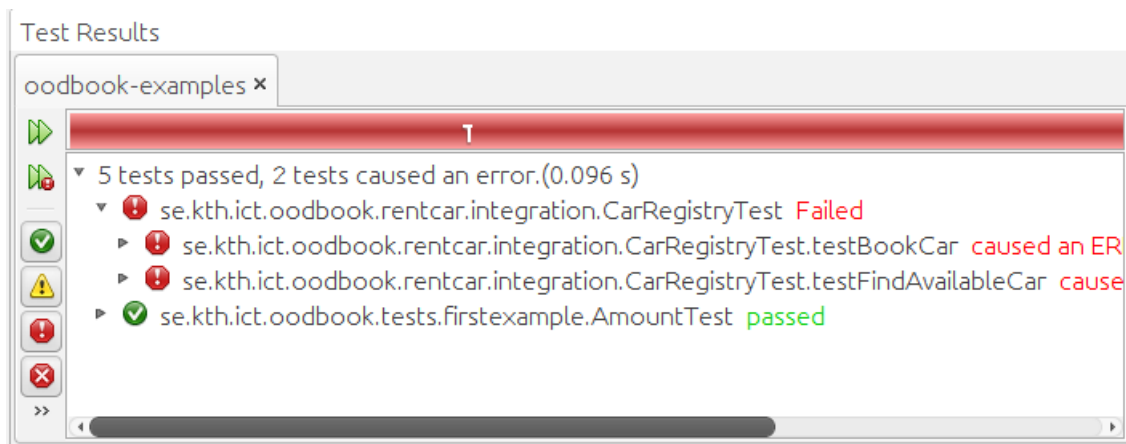 Test Results
oodbook-examples ×
5 tests passed, 2 tests caused an error.(0.096 s)
se.kth.ict.oodbook.rentcar.integration.CarRegistryTest Failed
se.kth.ict.oodbook.rentcar.integration.CarRegistryTest.testBookCar caused an ER
se.kth.ict.oodbook.rentcar.integration.CarRegistryTest.testFindAvailableCar cause
se.kth.ict.oodbook.tests.firstexample.AmountTest passed